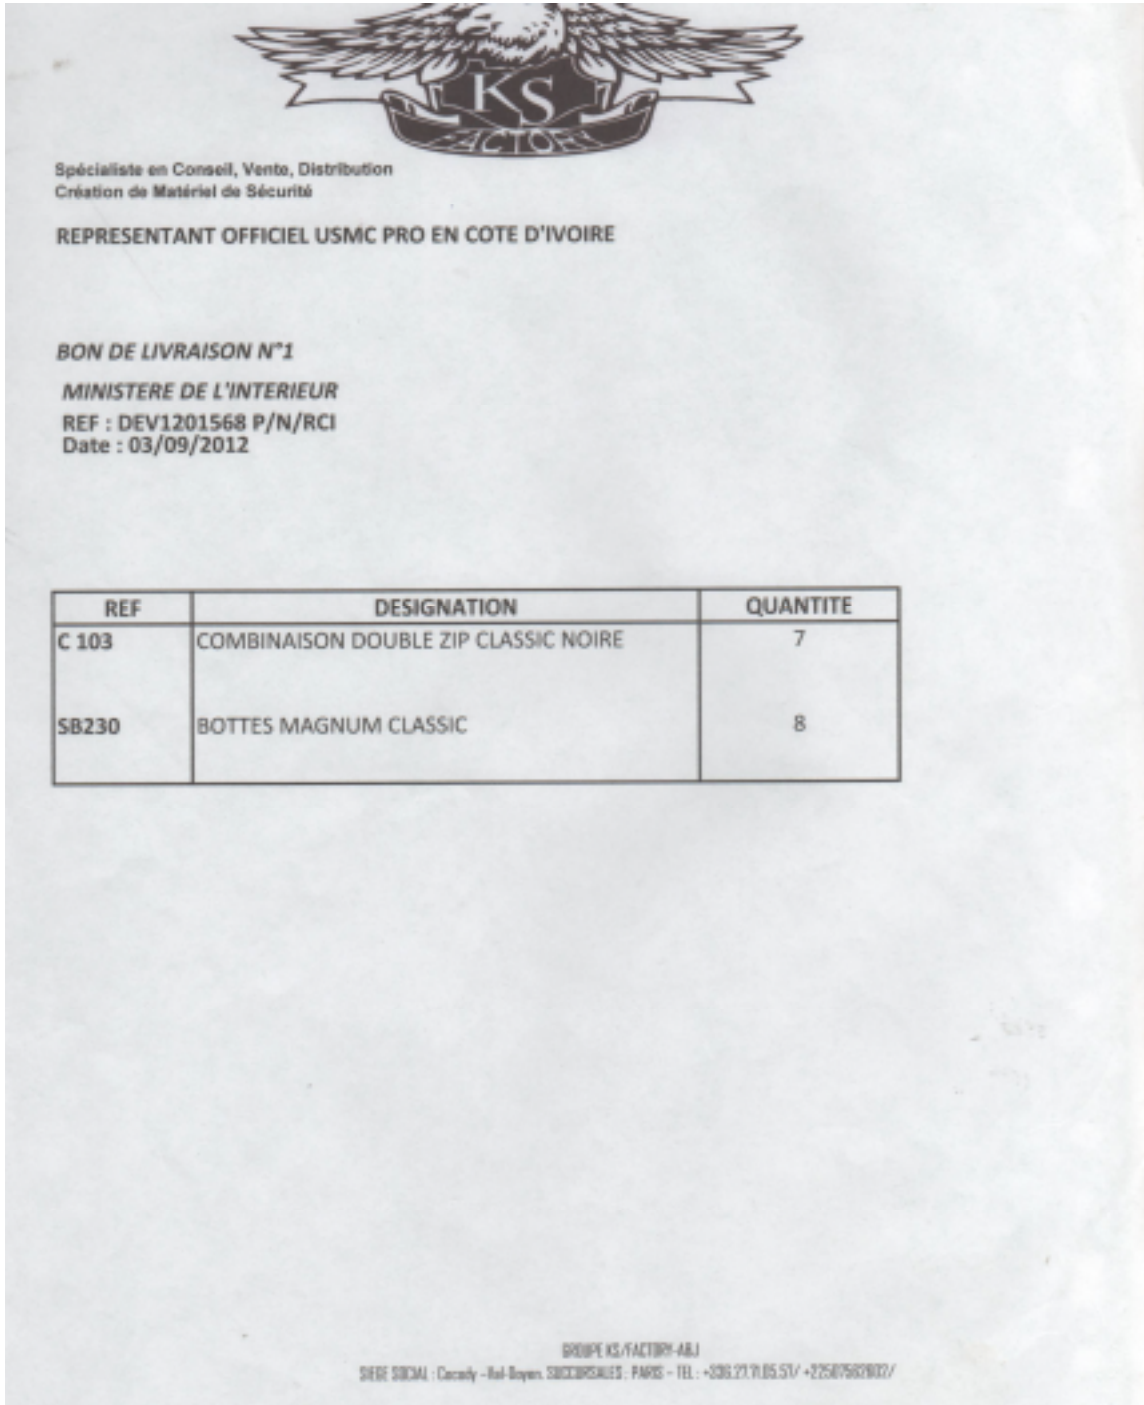 KS
FACTORY
Spécialiste en Conseil, Vente, Distribution
Création de Matériel de Sécurité
REPRESENTANT OFFICIEL USMC PRO EN COTE D'IVOIRE
BON DE LIVRAISON N°1
MINISTERE DE L'INTERIEUR
REF : DEV1201568 P/N/RCI
Date : 03/09/2012
REF DESIGNATION QUANTITE
C 103 COMBINAISON DOUBLE ZIP CLASSIC NOIRE 7
SB230 BOTTES MAGNUM CLASSIC 8
GROUPE KS/FACTORY-ABJ
SIEGE SOCIAL : Cocody - SUCCURSALES : PARIS - TEL :